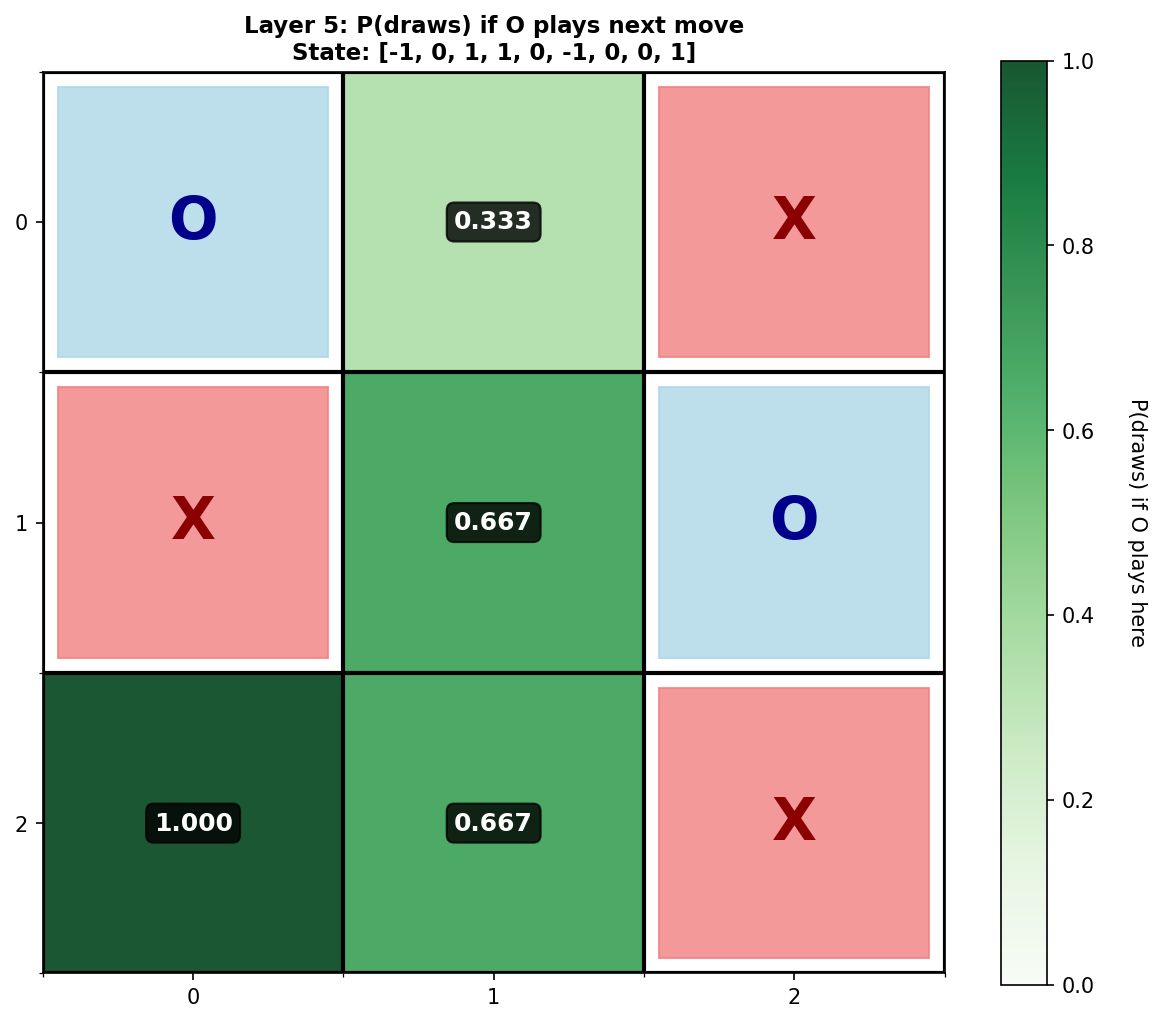 Layer 5: P(draws) if O plays next move
State: [-1, 0, 1, 1, 0, -1, 0, 0, 1]
O
0.333
X
X
0.667
O
1.000
0.667
X
0
1
2
0
1
2
1.0
0.8
0.6
0.4
0.2
0.0
P(draws) if O plays here